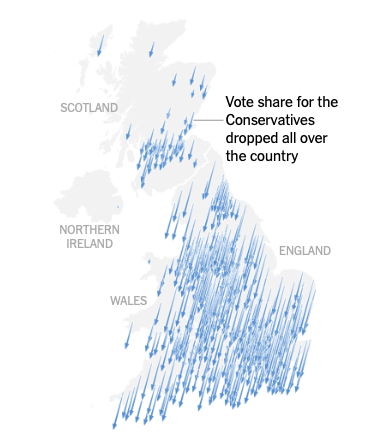 SCOTLAND
Vote share for the
Conservatives
dropped all over
the country
NORTHERN
IRELAND
ENGLAND
WALES